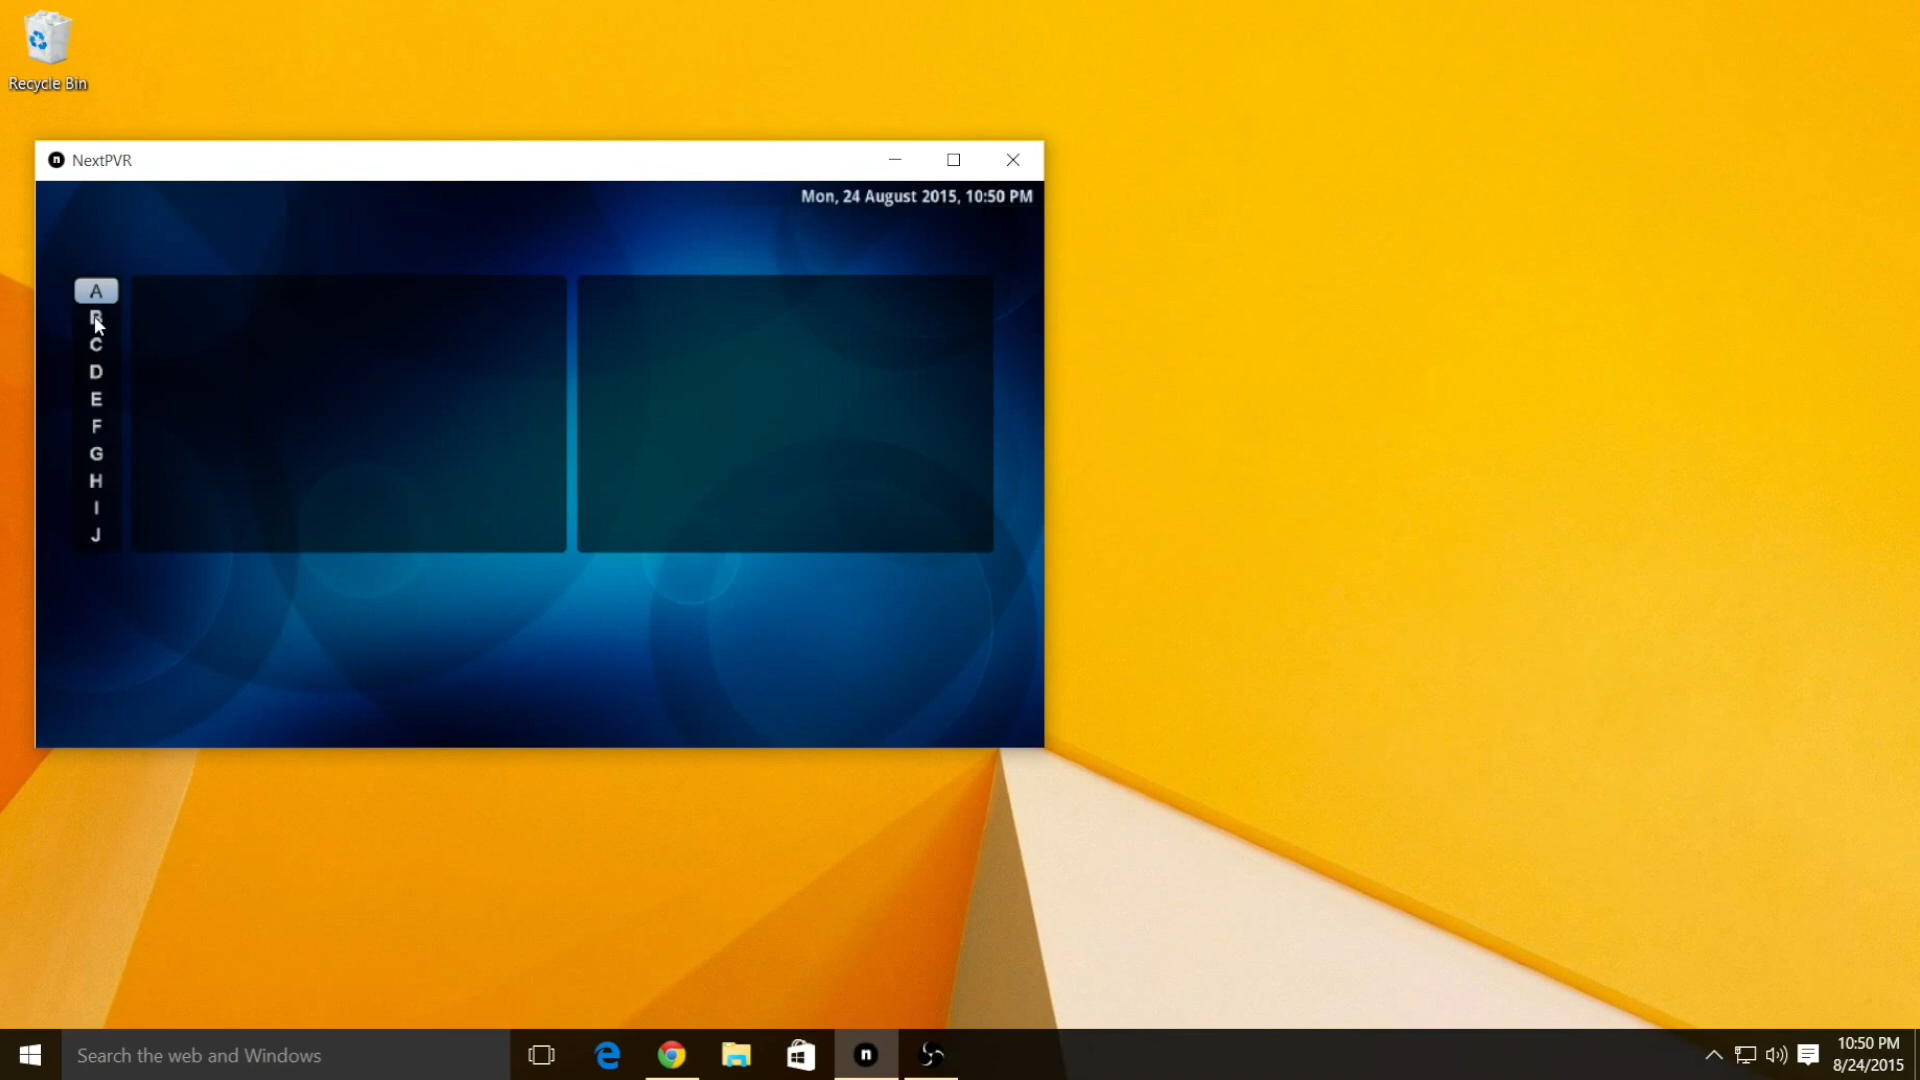 Recycle Bin
NextPVR
Mon, 24 August 2015, 10:50 PM
A
B
C
D
E
F
G
H
I
J
Search the web and Windows
10:50 PM
8/24/2015